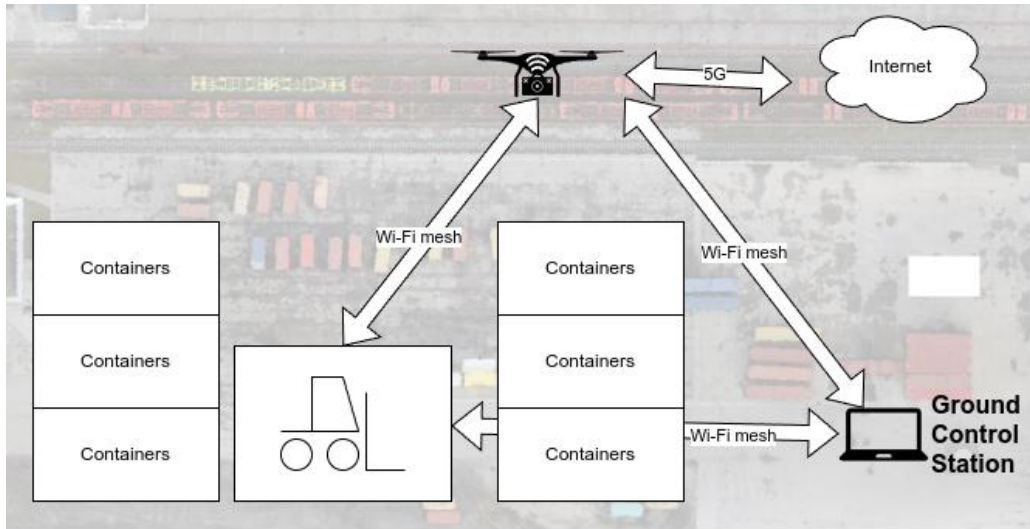 5G
Internet
Wi-Fi mesh
Wi-Fi mesh
Containers
Containers
Containers
Containers
Containers
Containers
Wi-Fi mesh
Ground
Control
Station